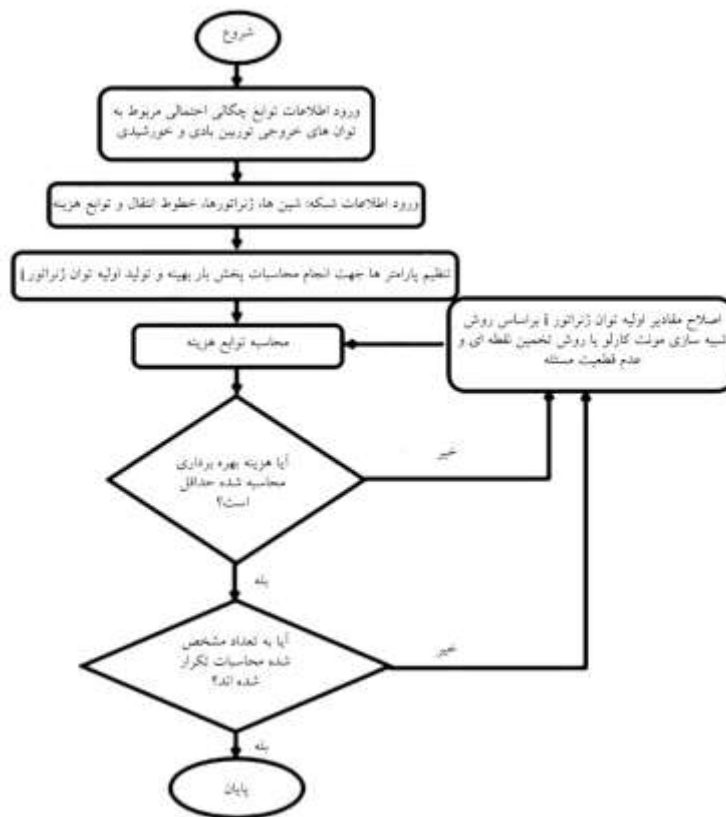 شروع
ورود اطلاعات توابع چگالی احتمالی مربوط به
توان های خروجی توربین بادی و خورشیدی
ورود اطلاعات شبکه: شین ها، ژنراتورها، خطوط انتقال و توابع هزینه
تنظیم پارامتر ها جهت انجام محاسبات پخش بار بهینه و تولید اولیه توان ژنراتور i
اصلاح مقادیر اولیه توان ژنراتور i براساس روش
شبیه سازی مونت کارلو یا روش تخمین نقطه ای و
عدم قطعیت مسئله
محاسبه توابع هزینه
آیا هزینه بهره برداری
محاسبه شده حداقل
است؟
خیر
بله
آیا به تعداد مشخص
شده محاسبات تکرار
شده اند؟
خیر
بله
پایان